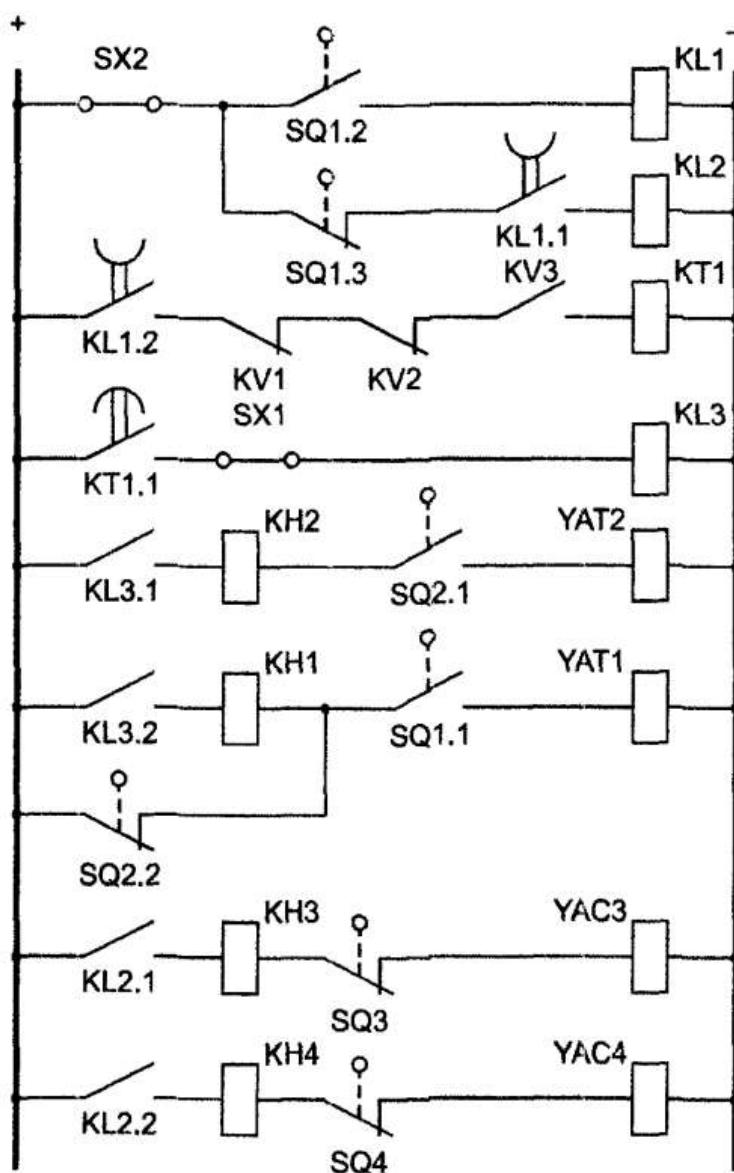 + -
SX2 KL1
SQ1.2
KL2
SQ1.3 KL1.1
KV3 KT1
KL1.2
KV1 KV2
SX1 KL3
KT1.1
KH2 YAT2
KL3.1 SQ2.1
KH1 YAT1
KL3.2 SQ1.1
SQ2.2
KH3 YAC3
KL2.1
SQ3
KH4 YAC4
KL2.2
SQ4